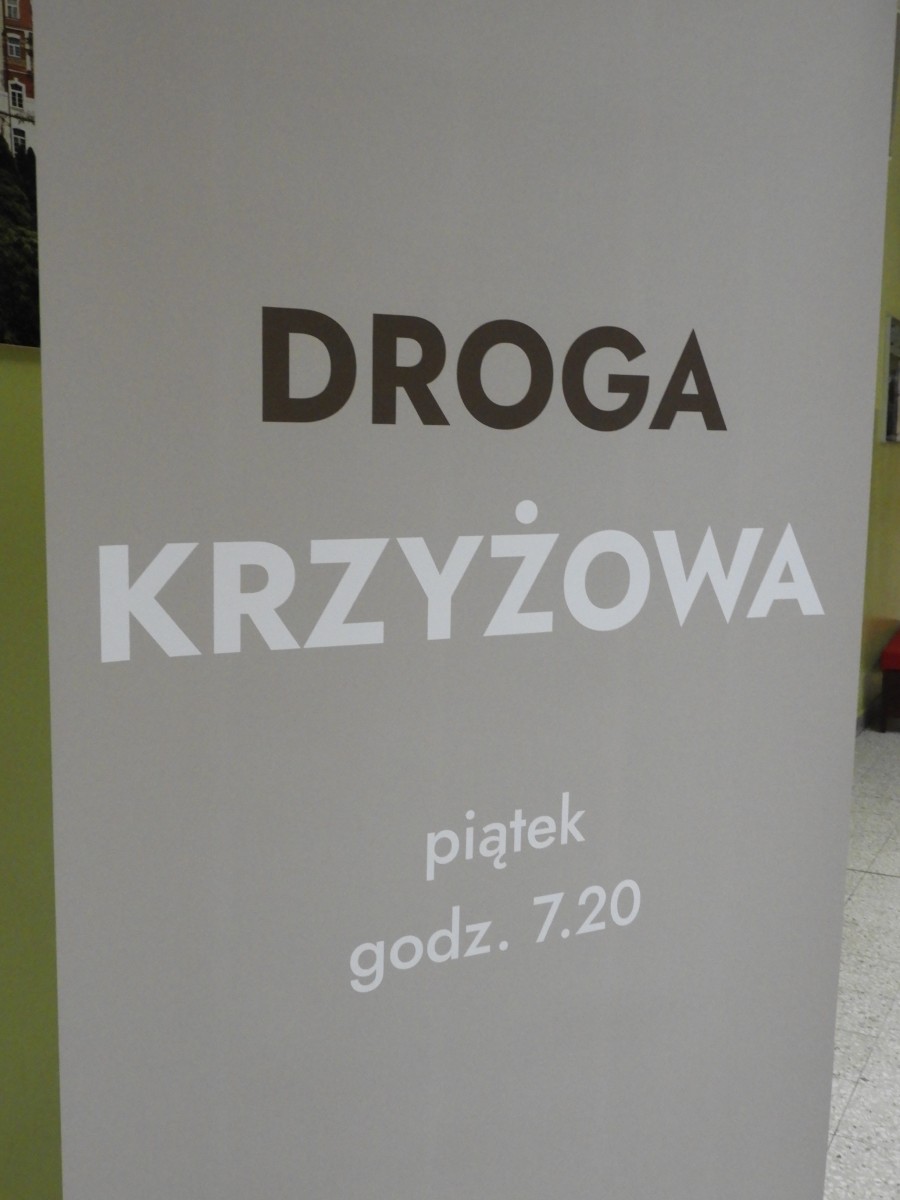 DROGA
KRZYŻOWA
piątek
godz. 7.20